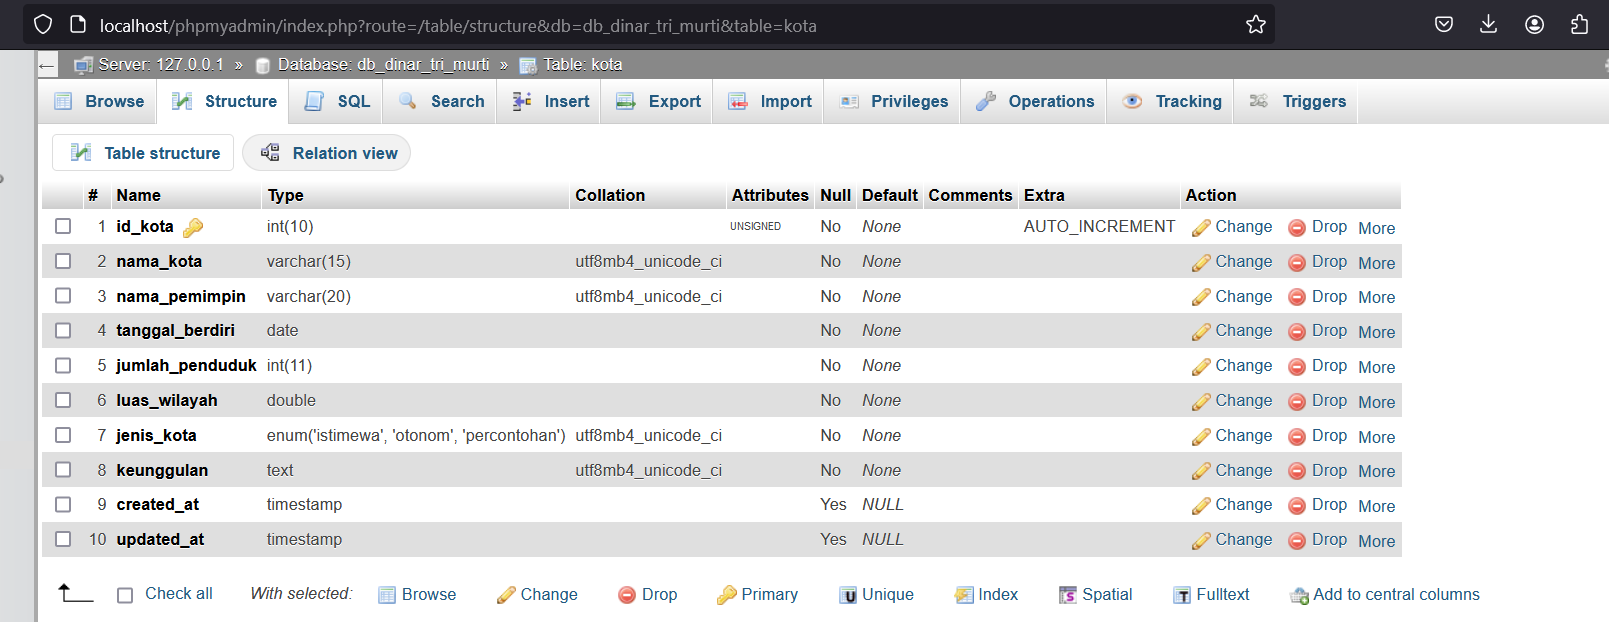 localhost/phpmyadmin/index.php?route=/table/structure&db=db_dinar_tri_murti&table=kota
← Server: 127.0.0.1 » Database: db_dinar_tri_murti » Table: kota
Browse Structure SQL Search Insert Export Import Privileges Operations Tracking Triggers
Table structure Relation view
# Name Type Collation Attributes Null Default Comments Extra Action
1 id_kota int(10) UNSIGNED No None AUTO_INCREMENT Change Drop More
2 nama_kota varchar(15) utf8mb4_unicode_ci No None Change Drop More
3 nama_pemimpin varchar(20) utf8mb4_unicode_ci No None Change Drop More
4 tanggal_berdiri date No None Change Drop More
5 jumlah_penduduk int(11) No None Change Drop More
6 luas_wilayah double No None Change Drop More
7 jenis_kota enum('istimewa', 'otonom', 'percontohan') utf8mb4_unicode_ci No None Change Drop More
8 keunggulan text utf8mb4_unicode_ci No None Change Drop More
9 created_at timestamp Yes NULL Change Drop More
10 updated_at timestamp Yes NULL Change Drop More
Check all With selected: Browse Change Drop Primary Unique Index Spatial Fulltext Add to central columns